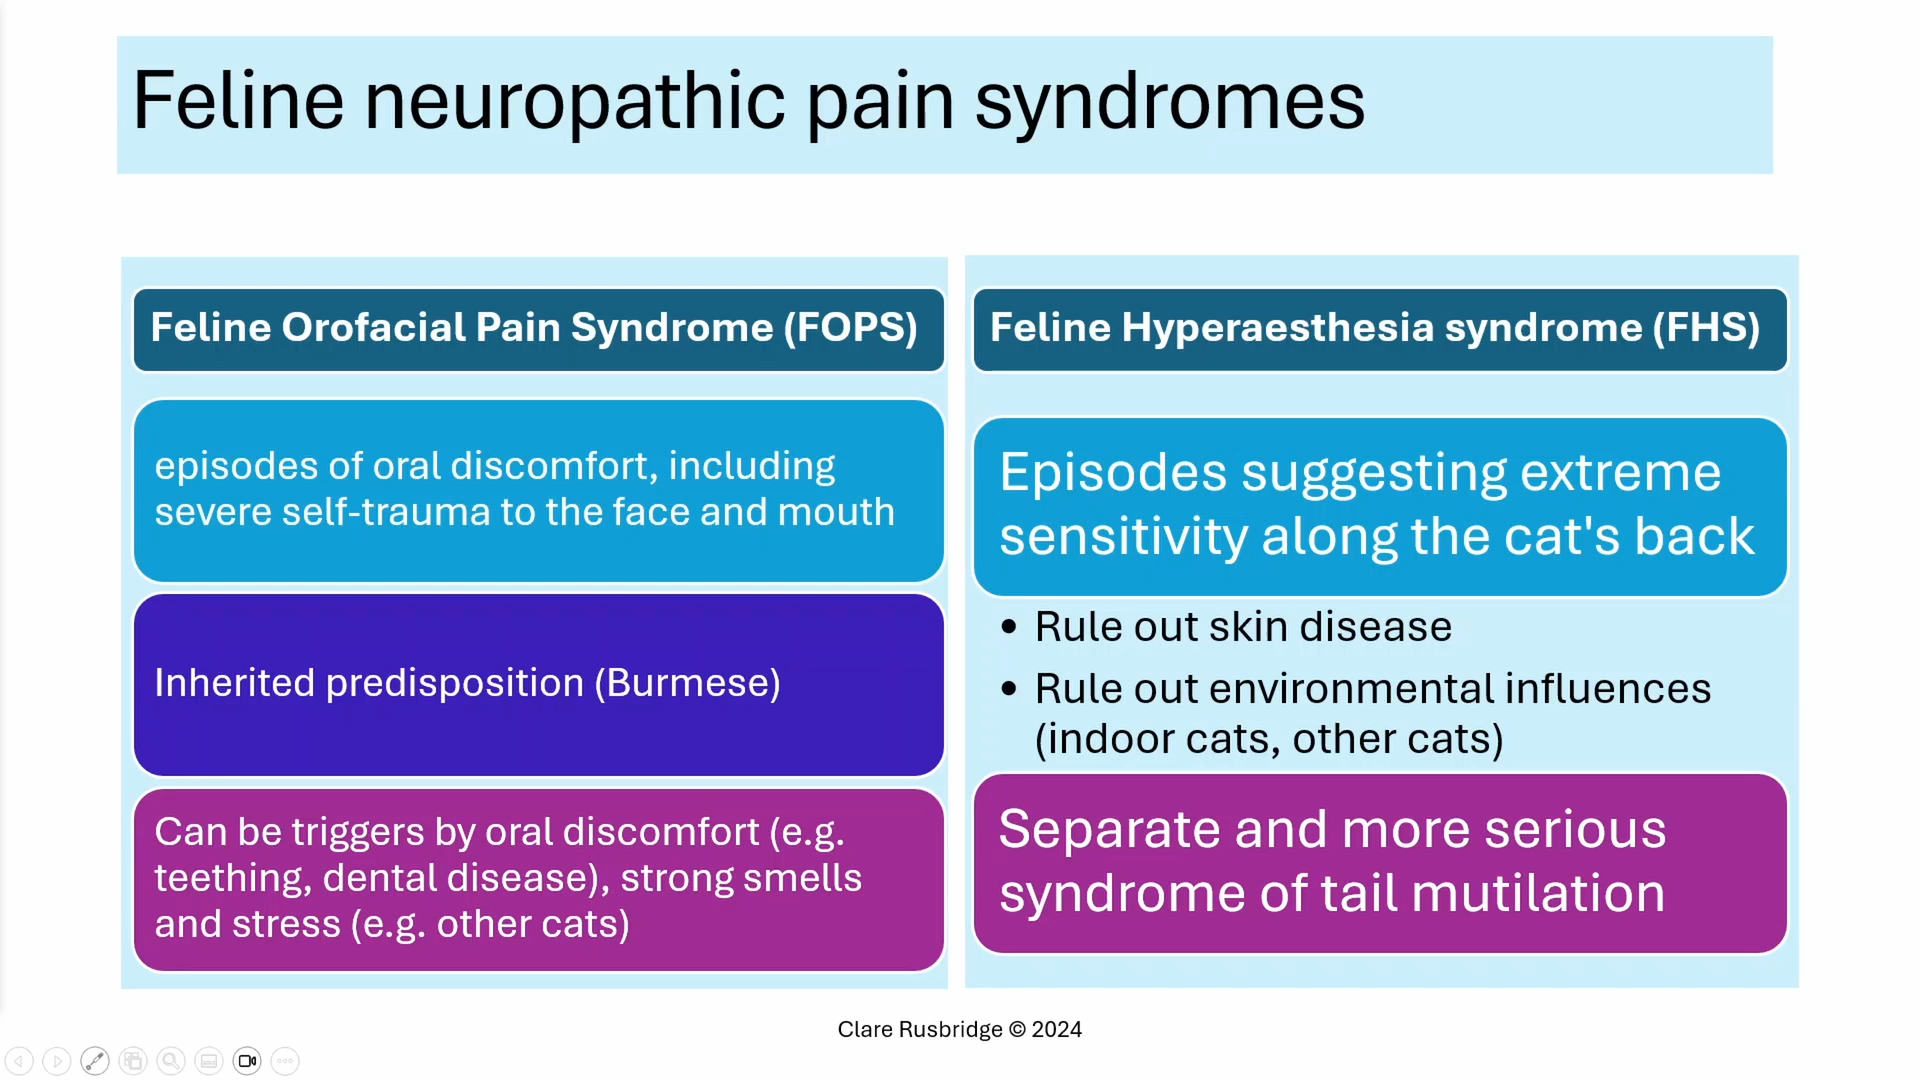 Feline neuropathic pain syndromes
Feline Orofacial Pain Syndrome (FOPS)
episodes of oral discomfort, including
severe self-trauma to the face and mouth
Inherited predisposition (Burmese)
Can be triggers by oral discomfort (e.g.
teething, dental disease), strong smells
and stress (e.g. other cats)
Feline Hyperaesthesia syndrome (FHS)
Episodes suggesting extreme
sensitivity along the cat's back
• Rule out skin disease
• Rule out environmental influences
(indoor cats, other cats)
Separate and more serious
syndrome of tail mutilation
Clare Rusbridge © 2024